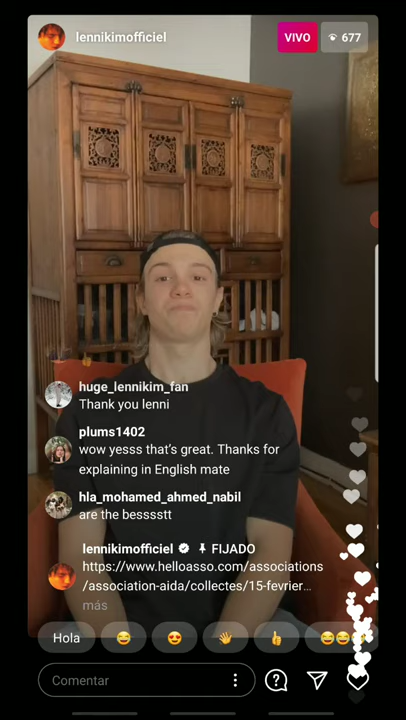 lennikimofficiel
VIVO
677
huge_lennikim_fan
Thank you lenni
plums1402
wow yesss that's great. Thanks for
explaining in English mate
hla_mohamed_ahmed_nabil
are the besssstt
lennikimofficiel FIJADO
https://www.helloasso.com/associations
/association-aida/collectes/15-fevrier...
más
Hola
Comentar